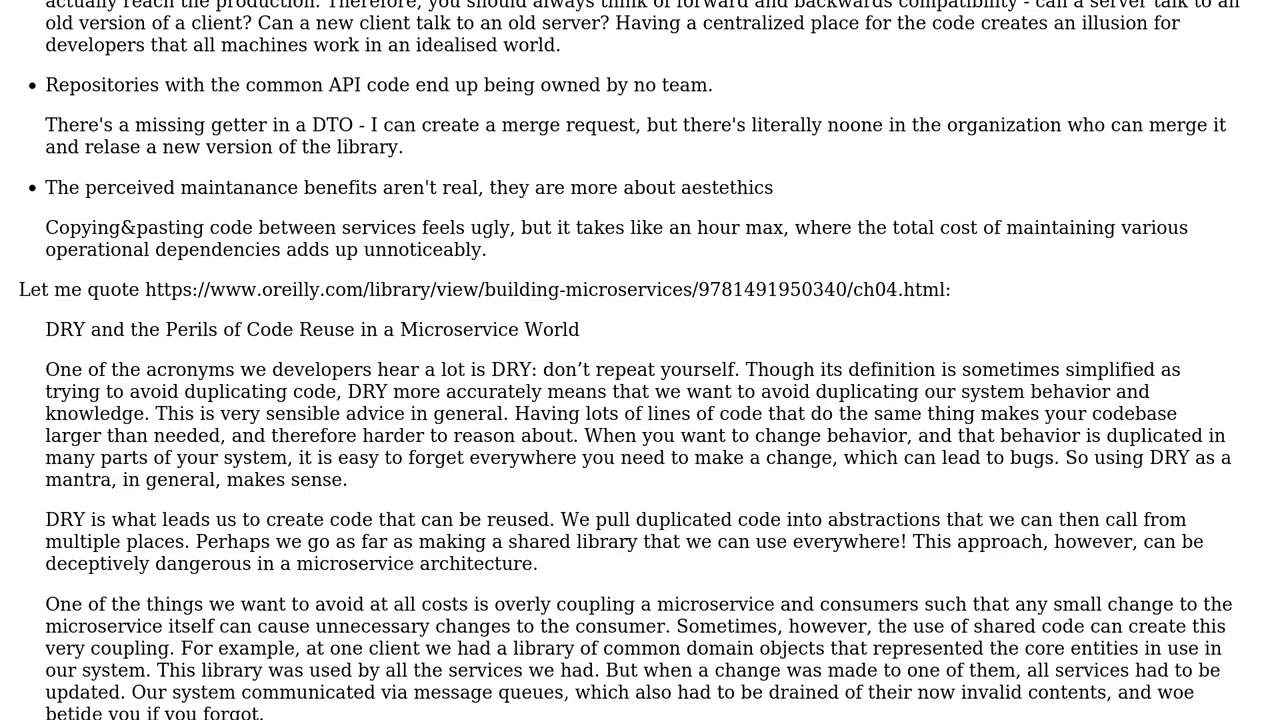 actually reach the production. Therefore, you should always think of forward and backwards compatibility - can a server talk to an
old version of a client? Can a new client talk to an old server? Having a centralized place for the code creates an illusion for
developers that all machines work in an idealised world.
• Repositories with the common API code end up being owned by no team.
There's a missing getter in a DTO - I can create a merge request, but there's literally noone in the organization who can merge it
and relase a new version of the library.
• The perceived maintanance benefits aren't real, they are more about aestethics
Copying&pasting code between services feels ugly, but it takes like an hour max, where the total cost of maintaining various
operational dependencies adds up unnoticeably.
Let me quote https://www.oreilly.com/library/view/building-microservices/9781491950340/ch04.html:
DRY and the Perils of Code Reuse in a Microservice World
One of the acronyms we developers hear a lot is DRY: don’t repeat yourself. Though its definition is sometimes simplified as
trying to avoid duplicating code, DRY more accurately means that we want to avoid duplicating our system behavior and
knowledge. This is very sensible advice in general. Having lots of lines of code that do the same thing makes your codebase
larger than needed, and therefore harder to reason about. When you want to change behavior, and that behavior is duplicated in
many parts of your system, it is easy to forget everywhere you need to make a change, which can lead to bugs. So using DRY as a
mantra, in general, makes sense.
DRY is what leads us to create code that can be reused. We pull duplicated code into abstractions that we can then call from
multiple places. Perhaps we go as far as making a shared library that we can use everywhere! This approach, however, can be
deceptively dangerous in a microservice architecture.
One of the things we want to avoid at all costs is overly coupling a microservice and consumers such that any small change to the
microservice itself can cause unnecessary changes to the consumer. Sometimes, however, the use of shared code can create this
very coupling. For example, at one client we had a library of common domain objects that represented the core entities in use in
our system. This library was used by all the services we had. But when a change was made to one of them, all services had to be
updated. Our system communicated via message queues, which also had to be drained of their now invalid contents, and woe
betide you if you forgot.